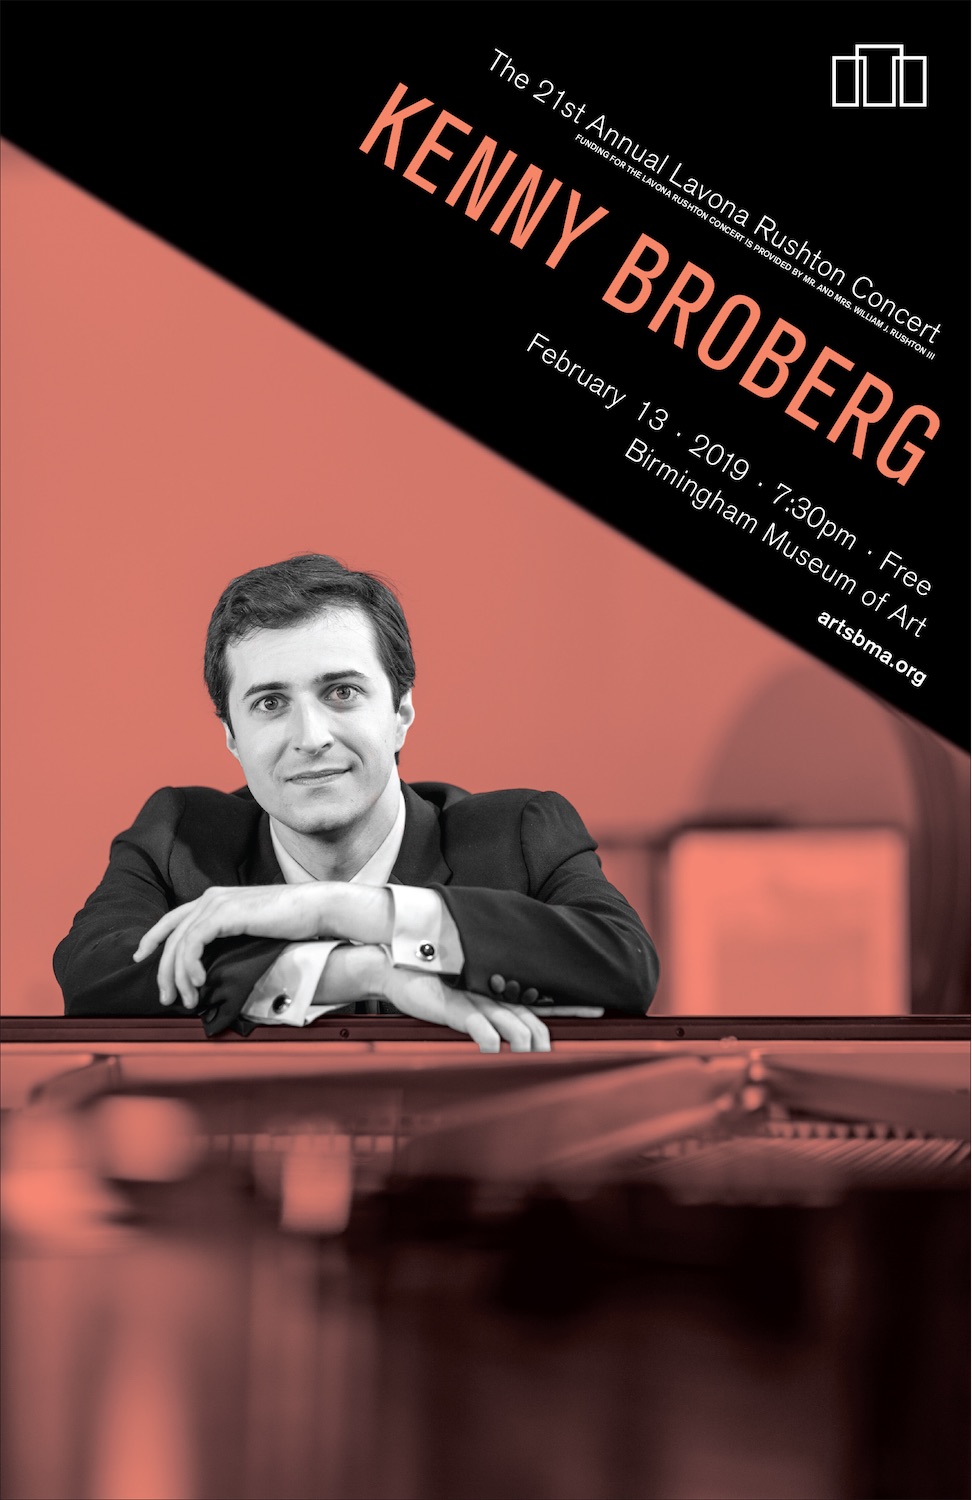 The 21st Annual Lavona Rushton Concert
FUNDING FOR THE LAVONA RUSHTON CONCERT IS PROVIDED BY MR. AND MRS. WILLIAM J. RUSHTON III
KENNY BROBERG
February 13 · 2019 · 7:30pm · Free
Birmingham Museum of Art
artsbma.org